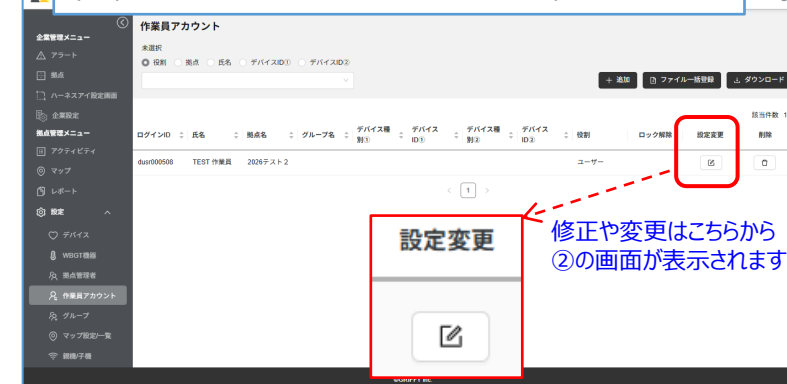 作業員アカウント
企業管理メニュー
アラート
拠点
ハーネスアイ設定画面
企業設定
拠点管理メニュー
アクティビティ
マップ
レポート
設定
デバイス
WBGT機器
拠点管理者
作業員アカウント
グループ
マップ設定/一覧
親機/子機
未選択
役割 拠点 氏名 デバイスID① デバイスID②
+ 追加 ファイル一括登録 ダウンロード
該当件数 1
ログインID 氏名 拠点名 グループ名 デバイス種別① デバイスID① デバイス種別② デバイスID② 役割 ロック解除 設定変更 削除
dusr000508 TEST 作業員 2026テスト2 ユーザー
< 1 >
設定変更
修正や変更はこちらから
②の画面が表示されます